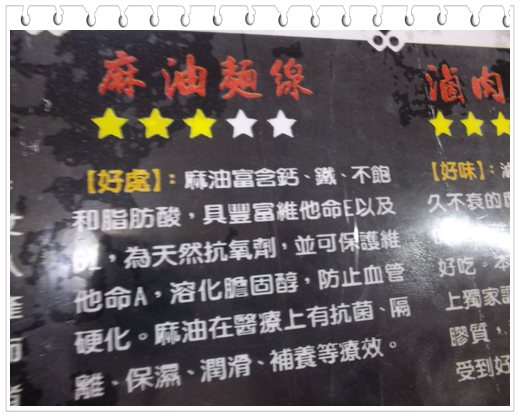 麻油麵線
【好處】：麻油富含鈣、鐵、不飽
和脂肪酸，具豐富維他命E以及
，為天然抗氧劑，並可保護維
他命A，溶化膽固醇，防止血管
硬化。麻油在醫療上有抗菌、隔
離、保濕、潤滑、補養等療效。
滷肉
【好味】：滷
久不衰的
好吃。本
上獨家調
膠質，
受到好